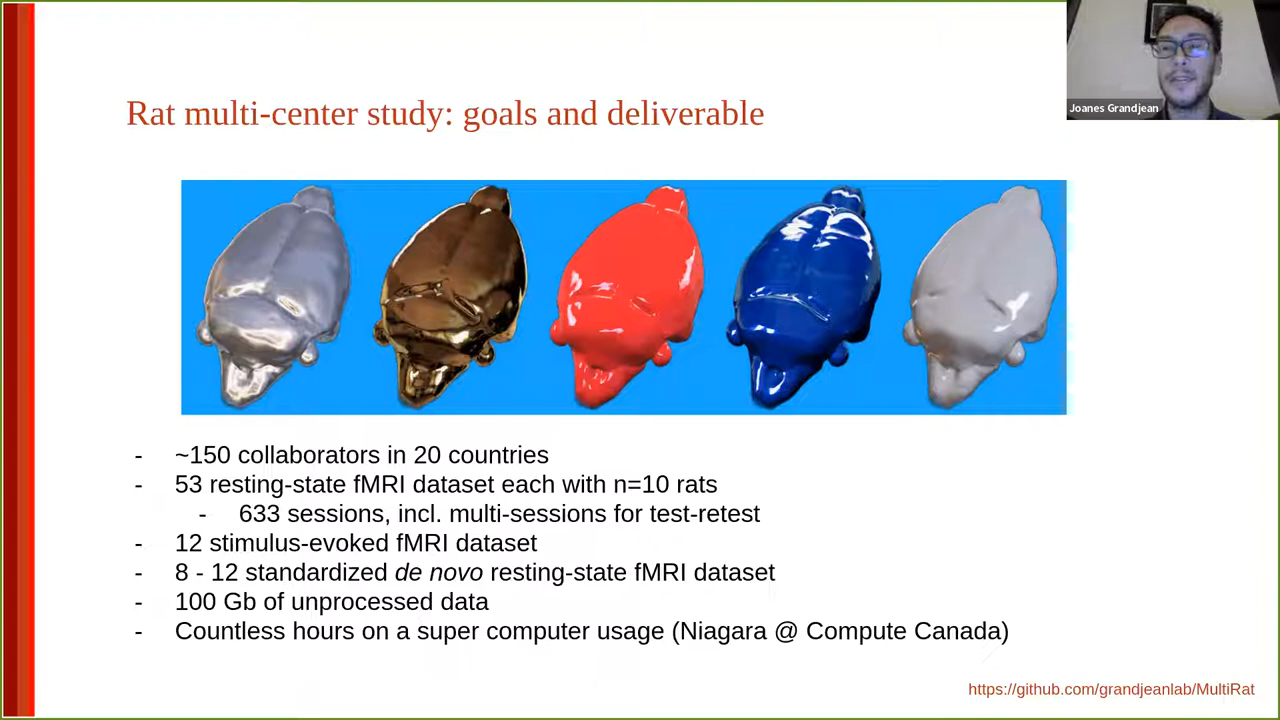 Joanes Grandjean
Rat multi-center study: goals and deliverable
- ~150 collaborators in 20 countries
- 53 resting-state fMRI dataset each with n=10 rats
- 633 sessions, incl. multi-sessions for test-retest
- 12 stimulus-evoked fMRI dataset
- 8 - 12 standardized de novo resting-state fMRI dataset
- 100 Gb of unprocessed data
- Countless hours on a super computer usage (Niagara @ Compute Canada)
https://github.com/grandjeanlab/MultiRat